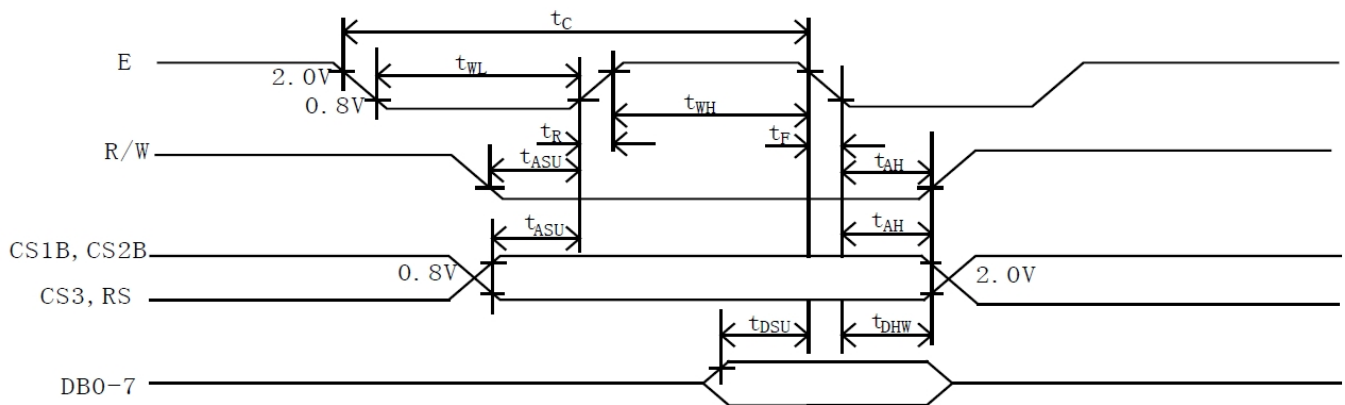 tC
E
tWL
2.0V
0.8V
tWH
tR
tF
R/W
tASU
tAH
tASU
tAH
CS1B, CS2B
0.8V
2.0V
CS3, RS
tDSU
tDHW
DB0-7